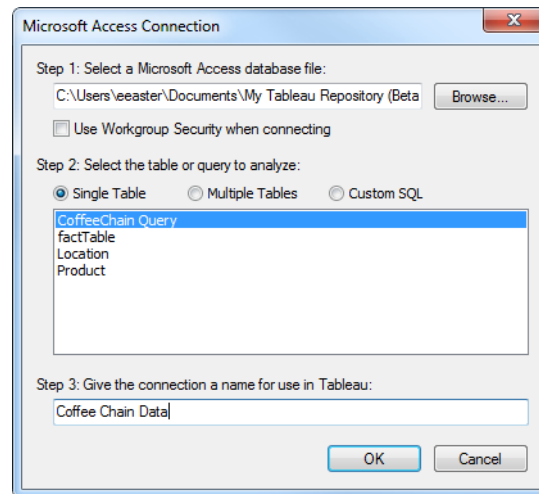 Microsoft Access Connection
Step 1: Select a Microsoft Access database file:
C:\Users\eeaster\Documents\My Tableau Repository (Beta
Browse...
Use Workgroup Security when connecting
Step 2: Select the table or query to analyze:
Single Table Multiple Tables Custom SQL
CoffeeChain Query
factTable
Location
Product
Step 3: Give the connection a name for use in Tableau:
Coffee Chain Data
OK Cancel